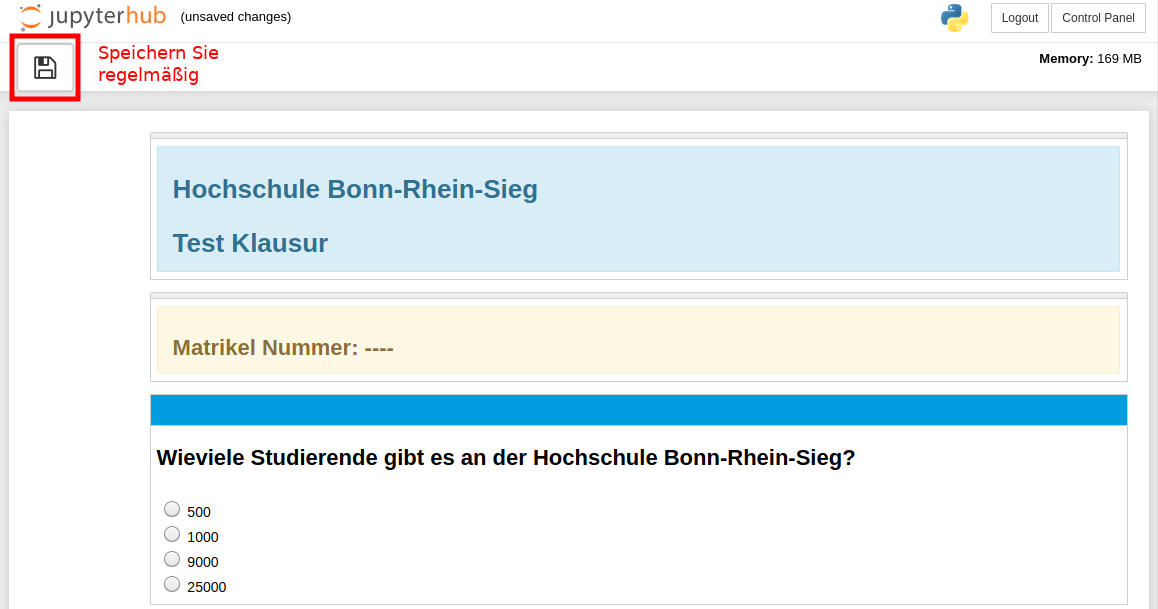 jupyterhub (unsaved changes) Logout Control Panel
Speichern Sie
regelmäßig
Memory: 169 MB
Hochschule Bonn-Rhein-Sieg
Test Klausur
Matrikel Nummer: ----
Wieviele Studierende gibt es an der Hochschule Bonn-Rhein-Sieg?
500
1000
9000
25000